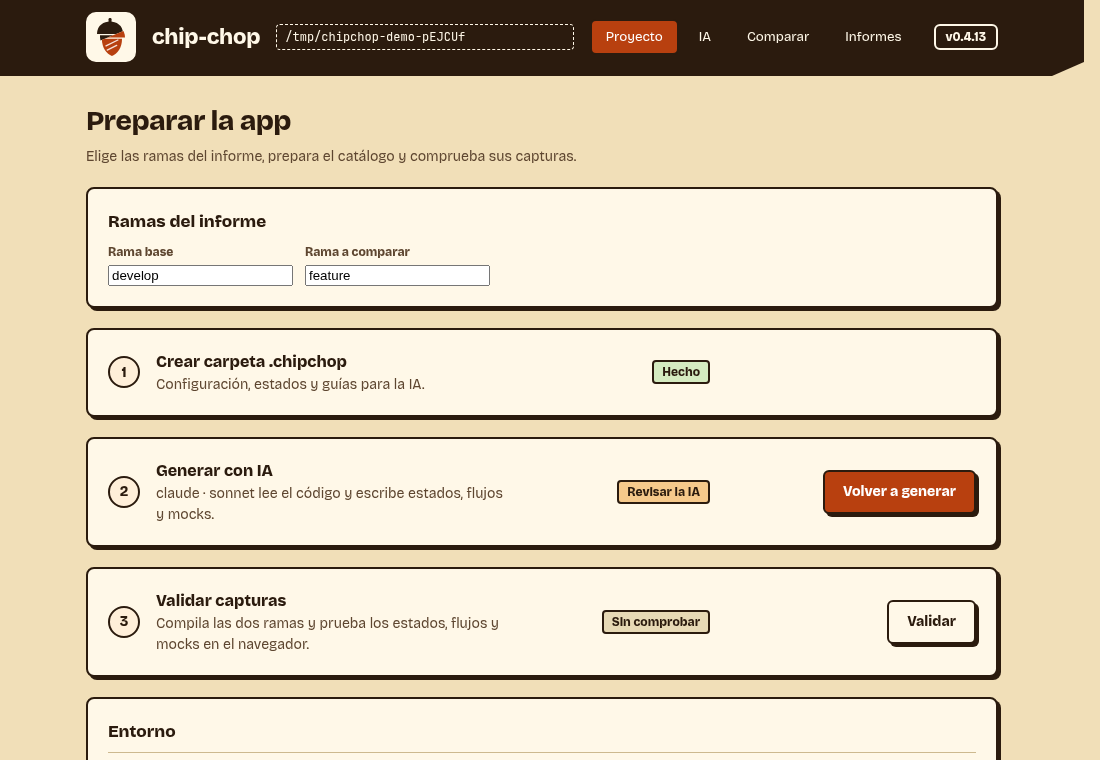 chip-chop
/tmp/chipchop-demo-pEJCUf
Proyecto
IA
Comparar
Informes
v0.4.13
Preparar la app
Elige las ramas del informe, prepara el catálogo y comprueba sus capturas.
Ramas del informe
Rama base
Rama a comparar
develop
feature
1
Crear carpeta .chipchop
Configuración, estados y guías para la IA.
Hecho
2
Generar con IA
claude · sonnet lee el código y escribe estados, flujos
y mocks.
Revisar la IA
Volver a generar
3
Validar capturas
Compila las dos ramas y prueba los estados, flujos y
mocks en el navegador.
Sin comprobar
Validar
Entorno